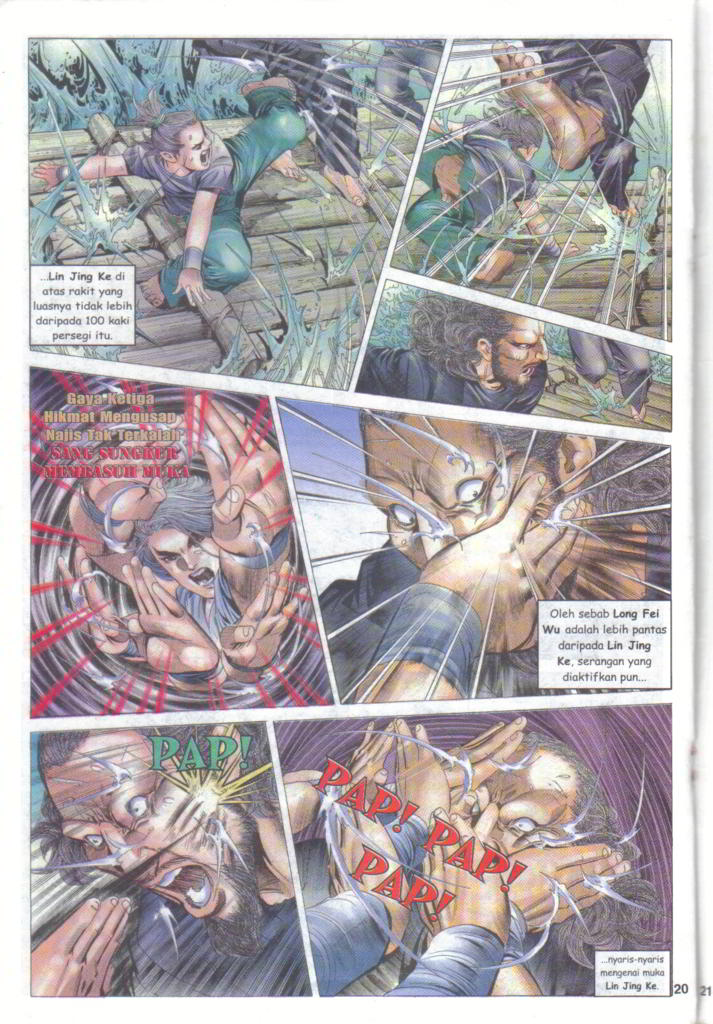 ...Lin Jing Ke di
atas rakit yang
luasnya tidak lebih
daripada 100 kaki
persegi itu.
Gaya Ketiga
Hikmat Mengusap
Najis Tak Terkalah
SANG SUNGKUR
MEMBASUH MUKA
Oleh sebab Long Fei
Wu adalah lebih pantas
daripada Lin Jing
Ke, serangan yang
diaktifkan pun...
PAP!
PAP!
PAP!
PAP!
...nyaris-nyaris
mengenai muka
Lin Jing Ke.
20
21